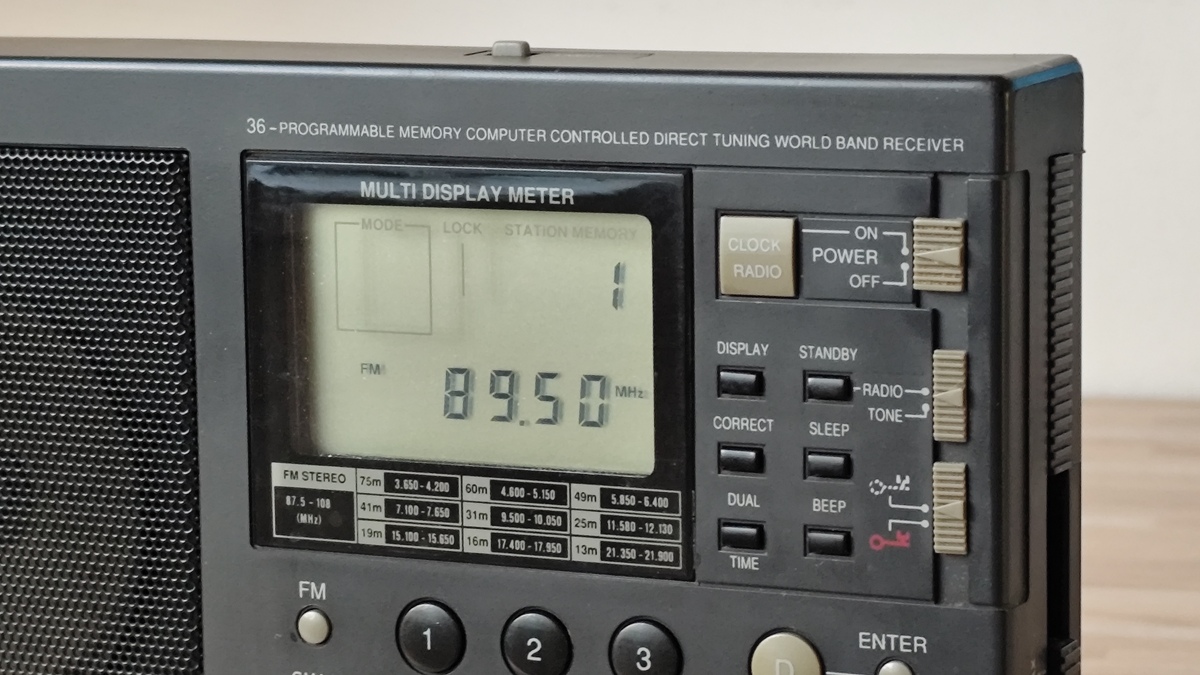 36-PROGRAMMABLE MEMORY COMPUTER CONTROLLED DIRECT TUNING WORLD BAND RECEIVER
MULTI DISPLAY METER
MODE LOCK STATION MEMORY
1
FM 89.50 MHz
FM STEREO
87.5 - 108
(MHz)
75m 3.650 - 4.200 60m 4.600 - 5.150 49m 5.850 - 6.400
41m 7.100 - 7.650 31m 9.500 - 10.050 25m 11.580 - 12.130
19m 15.100 - 15.650 16m 17.400 - 17.950 13m 21.350 - 21.900
CLOCK
RADIO
ON
POWER
OFF
DISPLAY STANDBY
RADIO
TONE
CORRECT SLEEP
DUAL BEEP
TIME
FM
1 2 3 D
ENTER